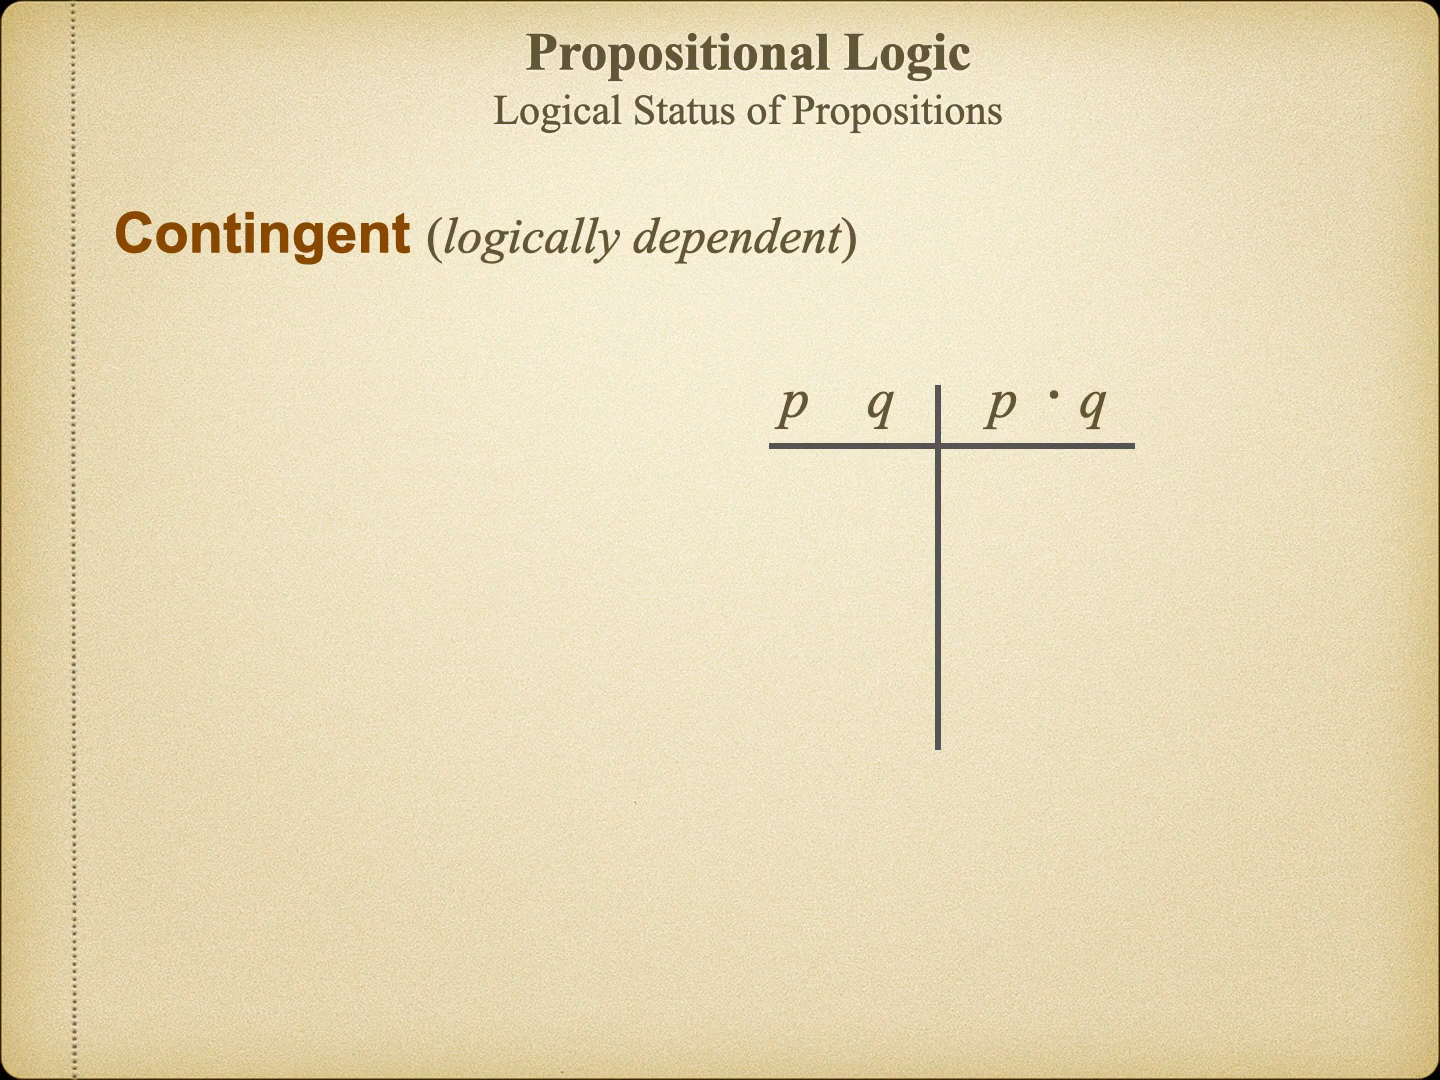 Propositional Logic
Logical Status of Propositions
Contingent (logically dependent)
p q p · q